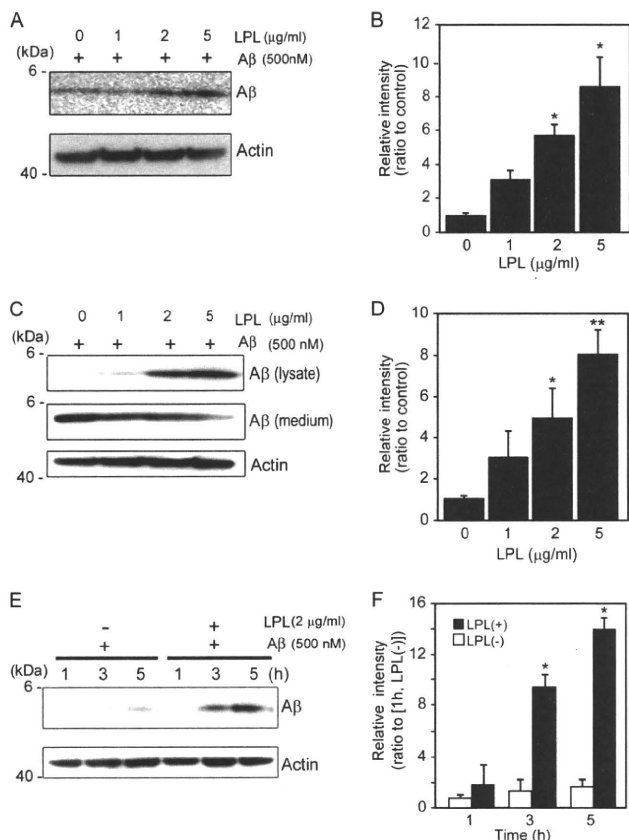 A
0 1 2 5 LPL (μg/ml)
(kDa) + + + + Aβ (500nM)
6 -
Aβ
Actin
40 -
B
Relative intensity
(ratio to control)
12
10
8
6
4
2
0
*
*
0 1 2 5
LPL (μg/ml)
C
0 1 2 5 LPL (μg/ml)
(kDa) + + + + Aβ (500 nM)
6 -
Aβ (lysate)
6 -
Aβ (medium)
Actin
40 -
D
Relative intensity
(ratio to control)
10
8
6
4
2
0
*
**
0 1 2 5
LPL (μg/ml)
E
- + LPL(2 μg/ml)
+ + Aβ (500 nM)
(kDa) 1 3 5 1 3 5 (h)
6 -
Aβ
Actin
40 -
F
Relative intensity
(ratio to [1h, LPL(-)])
16
12
8
4
0
LPL(+)
LPL(-)
*
*
1 3 5
Time (h)